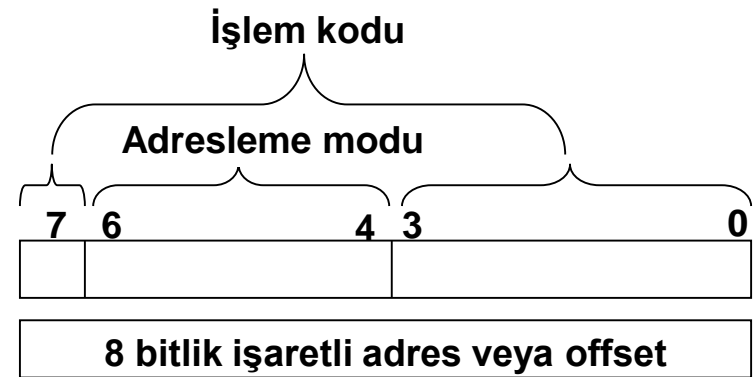 İşlem kodu
Adresleme modu
7 6 4 3 0
8 bitlik işaretli adres veya offset